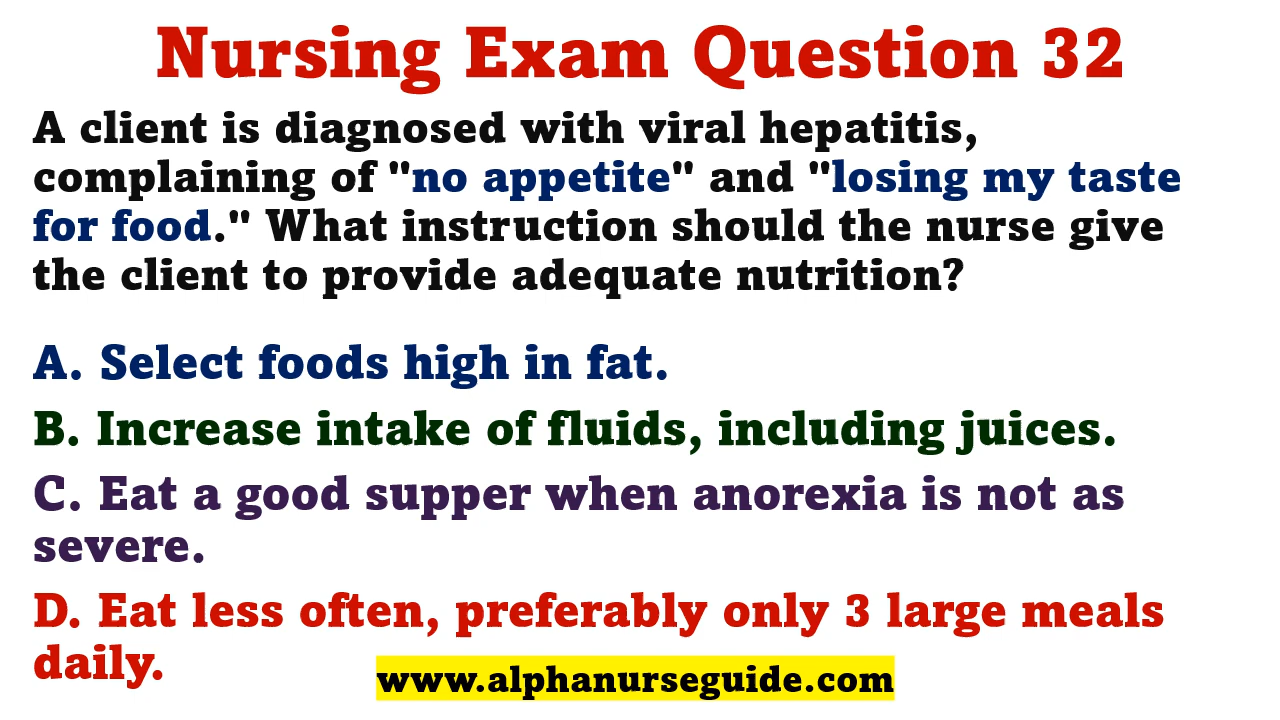 Nursing Exam Question 32
A client is diagnosed with viral hepatitis,
complaining of "no appetite" and "losing my taste
for food." What instruction should the nurse give
the client to provide adequate nutrition?
A. Select foods high in fat.
B. Increase intake of fluids, including juices.
C. Eat a good supper when anorexia is not as
severe.
D. Eat less often, preferably only 3 large meals
daily.
www.alphanurseguide.com